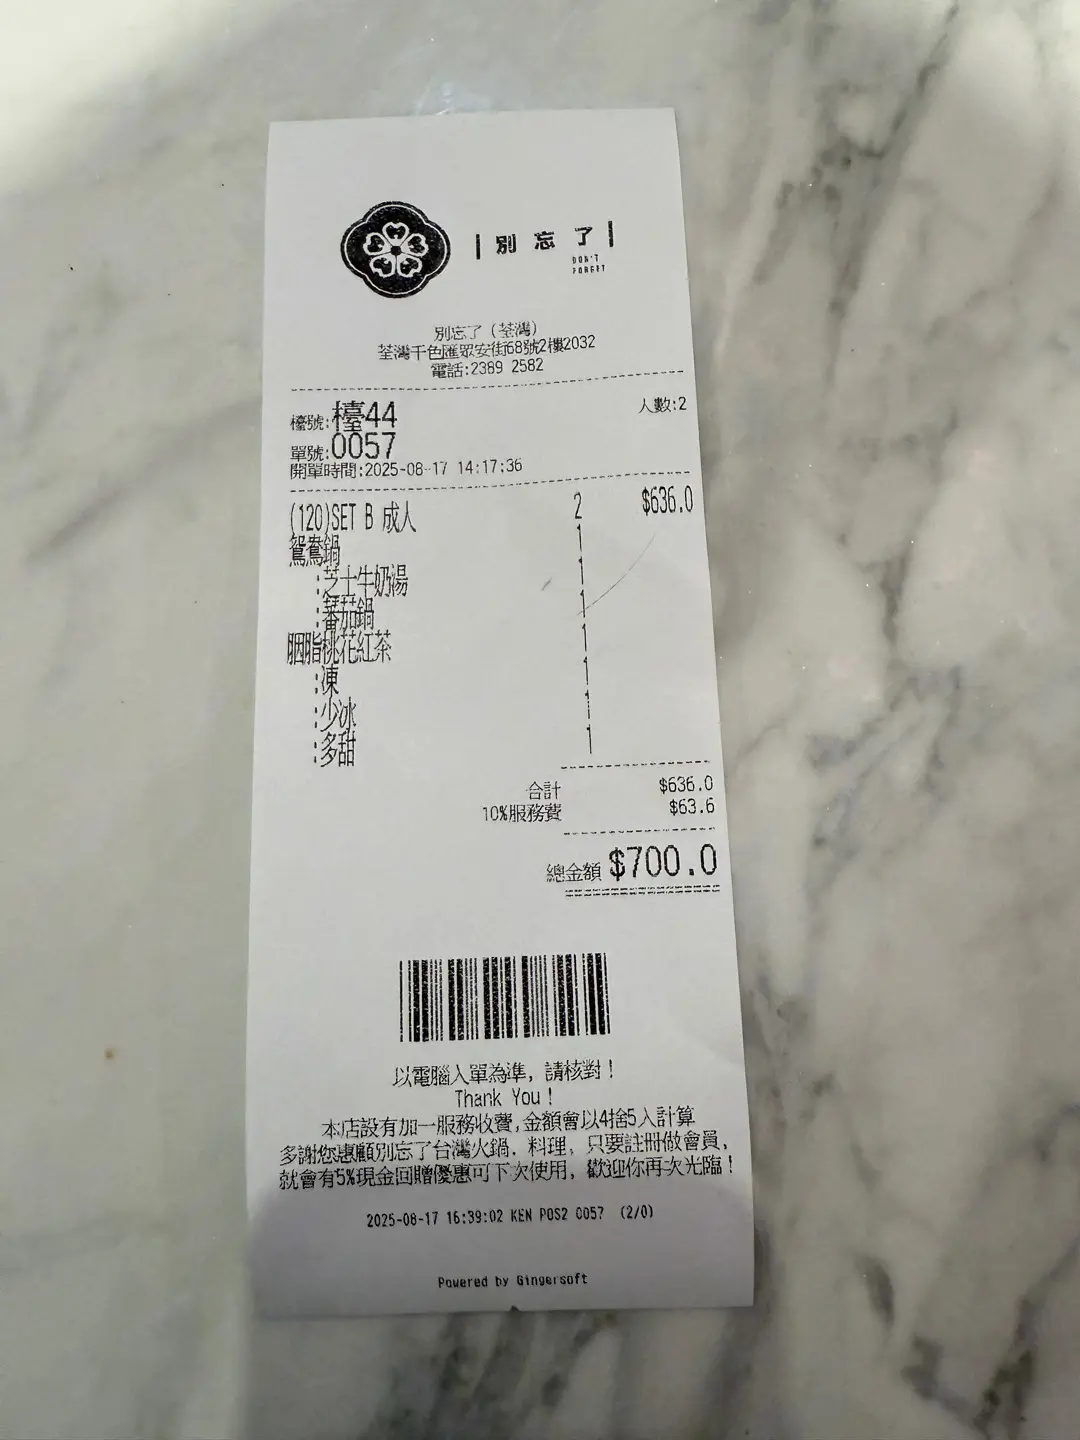 別忘了
DON'T
FORGET
別忘了 (荃灣)
荃灣千色匯眾安街68號2樓2032
電話:2389 2582
檯號:檯44 人數:2
單號:0057
開單時間:2025-08-17 14:17:36
(120)SET B 成人 2 $636.0
鴛鴦鍋 1
:芝士牛奶湯 1
:番茄鍋 1
胭脂桃花紅茶 1
:凍 1
:少冰 1
:多甜 1
合計 $636.0
10%服務費 $63.6
總金額 $700.0
以電腦入單為準, 請核對!
Thank You!
本店設有加一服務收費,金額會以4捨5入計算
多謝您惠顧別忘了台灣火鍋. 料理, 只要註冊做會員,
就會有5%現金回贈優惠可下次使用, 歡迎你再次光臨!
2025-08-17 16:39:02 KEN POS2 0057 (2/0)
Powered by Gingersoft